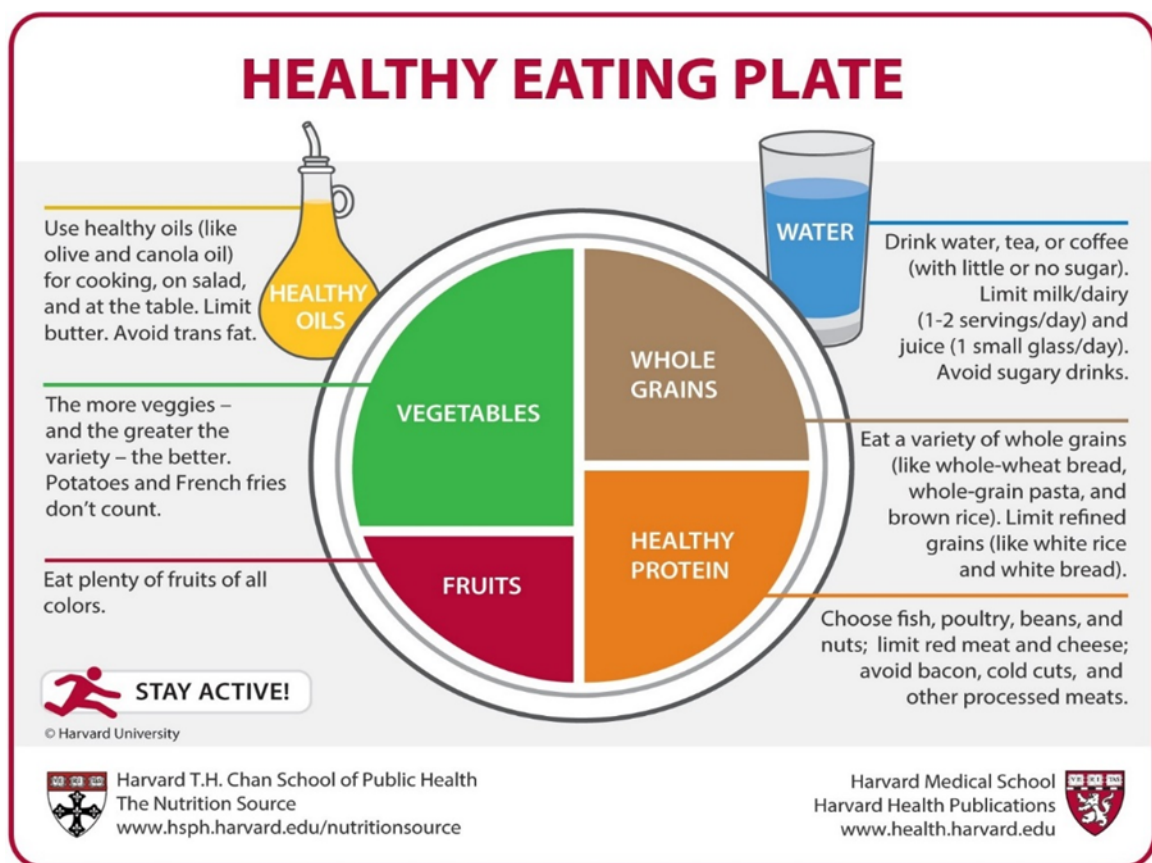 HEALTHY EATING PLATE
Use healthy oils (like
olive and canola oil)
for cooking, on salad,
and at the table. Limit
butter. Avoid trans fat.
HEALTHY
OILS
WATER
Drink water, tea, or coffee
(with little or no sugar).
Limit milk/dairy
(1-2 servings/day) and
juice (1 small glass/day).
Avoid sugary drinks.
The more veggies –
and the greater the
variety – the better.
Potatoes and French fries
don’t count.
VEGETABLES
WHOLE
GRAINS
Eat a variety of whole grains
(like whole-wheat bread,
whole-grain pasta, and
brown rice). Limit refined
grains (like white rice
and white bread).
Eat plenty of fruits of all
colors.
FRUITS
HEALTHY
PROTEIN
Choose fish, poultry, beans, and
nuts; limit red meat and cheese;
avoid bacon, cold cuts, and
other processed meats.
STAY ACTIVE!
© Harvard University
Harvard T.H. Chan School of Public Health
The Nutrition Source
www.hsph.harvard.edu/nutritionsource
Harvard Medical School
Harvard Health Publications
www.health.harvard.edu